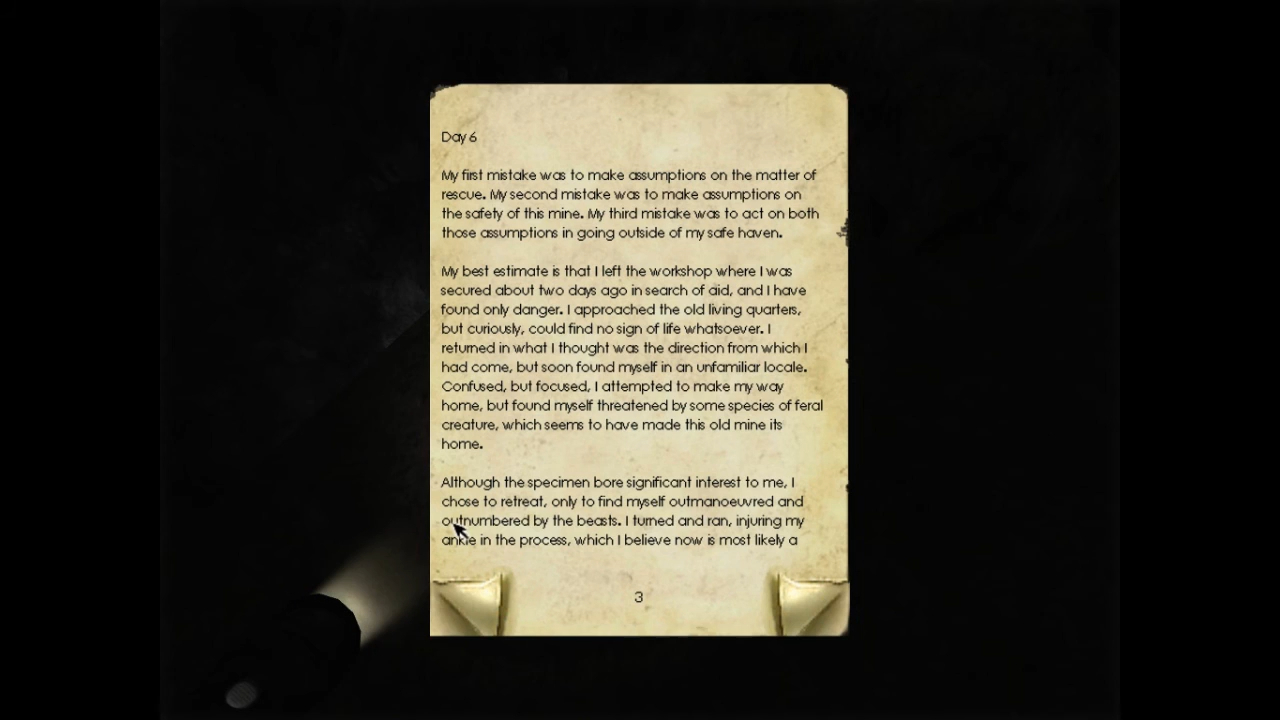 Day 6
My first mistake was to make assumptions on the matter of
rescue. My second mistake was to make assumptions on
the safety of this mine. My third mistake was to act on both
those assumptions in going outside of my safe haven.
My best estimate is that I left the workshop where I was
secured about two days ago in search of aid, and I have
found only danger. I approached the old living quarters,
but curiously, could find no sign of life whatsoever. I
returned in what I thought was the direction from which I
had come, but soon found myself in an unfamiliar locale.
Confused, but focused, I attempted to make my way
home, but found myself threatened by some species of feral
creature, which seems to have made this old mine its
home.
Although the specimen bore significant interest to me, I
chose to retreat, only to find myself outmanoeuvred and
outnumbered by the beasts. I turned and ran, injuring my
ankle in the process, which I believe now is most likely a
3